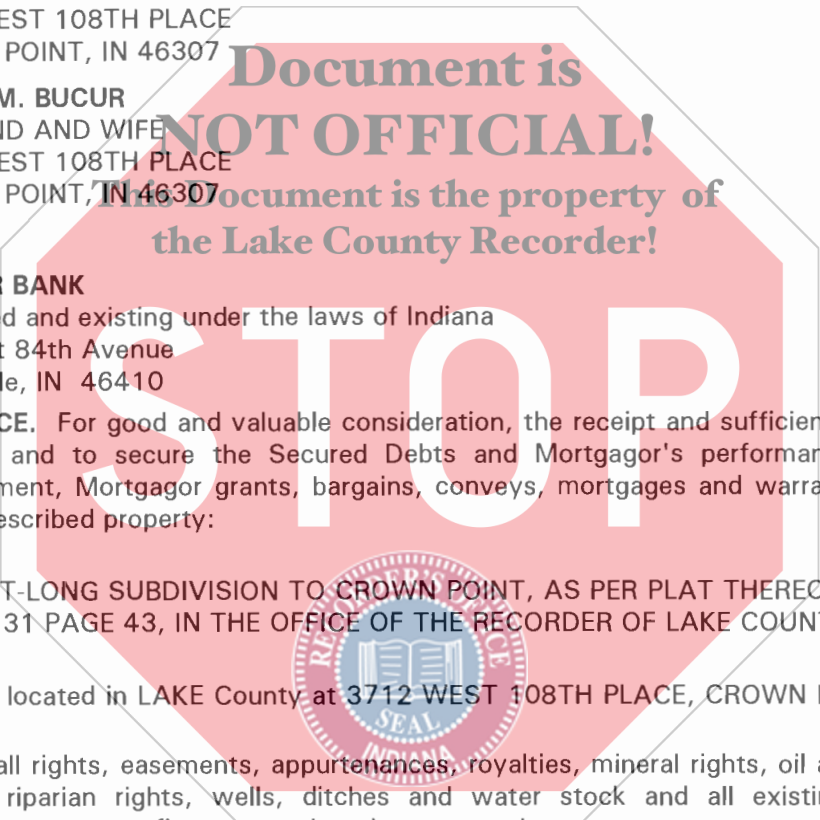 EST 108TH PLACE
POINT, IN 46307
Document is
M. BUCUR
ND AND WIFE
NOT OFFICIAL!
EST 108TH PLACE
POINT, IN 46307
This Document is the property of
the Lake County Recorder!
R BANK
d and existing under the laws of Indiana
t 84th Avenue
le, IN 46410
STOP
CE. For good and valuable consideration, the receipt and sufficien
and to secure the Secured Debts and Mortgagor's performan
ment, Mortgagor grants, bargains, conveys, mortgages and warra
escribed property:
T-LONG SUBDIVISION TO CROWN POINT, AS PER PLAT THEREO
31 PAGE 43, IN THE OFFICE OF THE RECORDER OF LAKE COUNT
RECORDER'S OFFICE
SEAL
INDIANA
located in LAKE County at 3712 WEST 108TH PLACE, CROWN
all rights, easements, appurtenances, royalties, mineral rights, oil a
riparian rights, wells, ditches and water stock and all existin